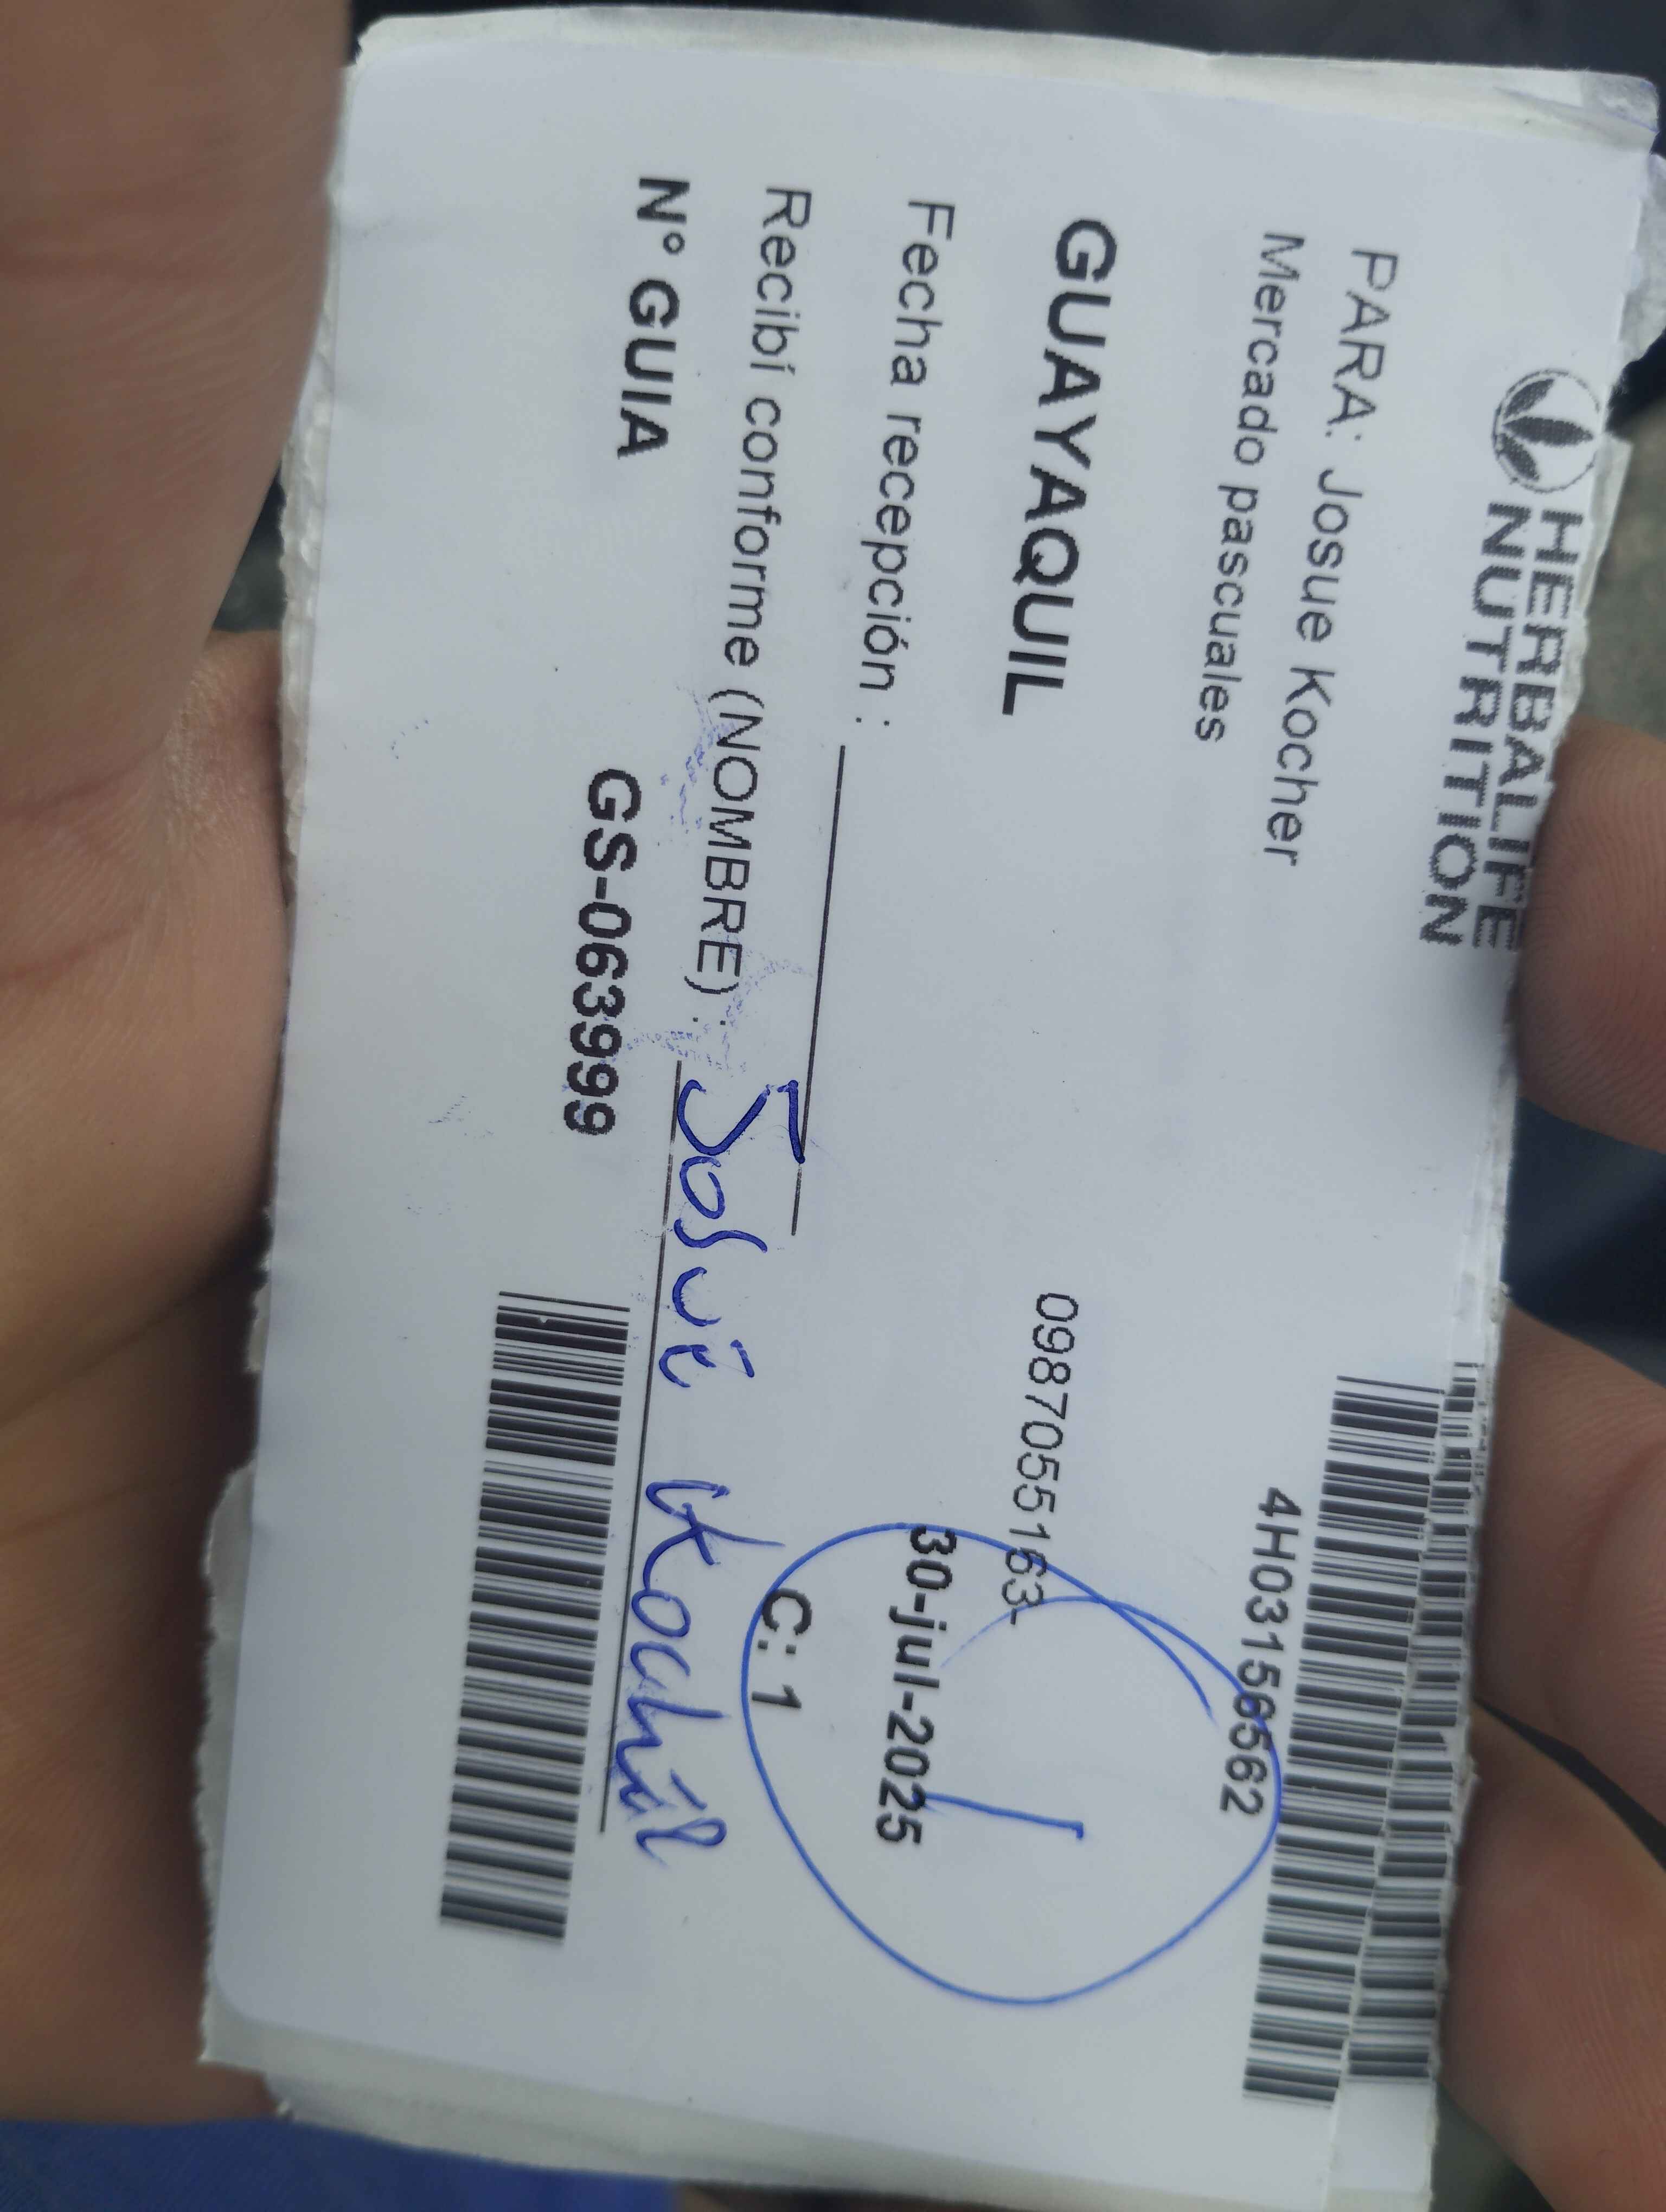 HERBALIFE
NUTRITION
PARA: Josue Kocher
4H03156562
Mercado pascuales
GUAYAQUIL
0987055163-
Fecha recepción :
30-jul-2025
1
Recibí conforme (NOMBRE) : Josué
C: 1
N° GUIA
GS-063999